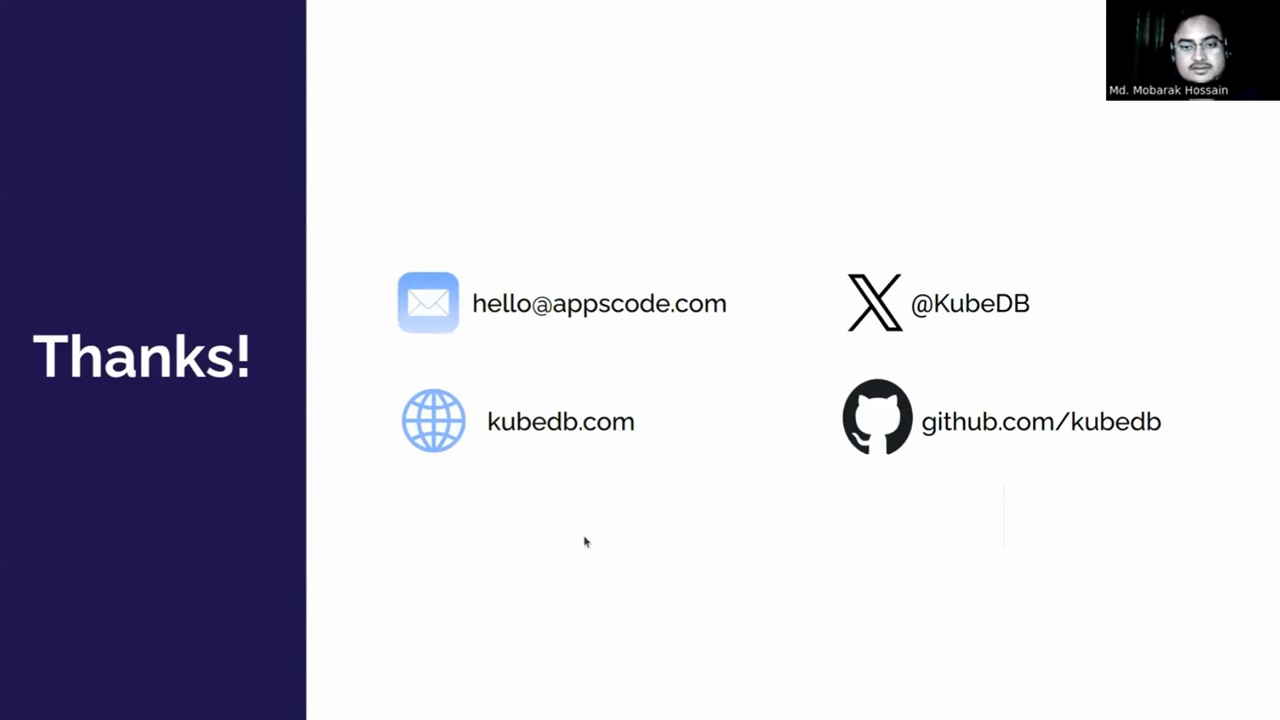 Md. Mobarak Hossain
Thanks!
hello@appscode.com
@KubeDB
kubedb.com
github.com/kubedb